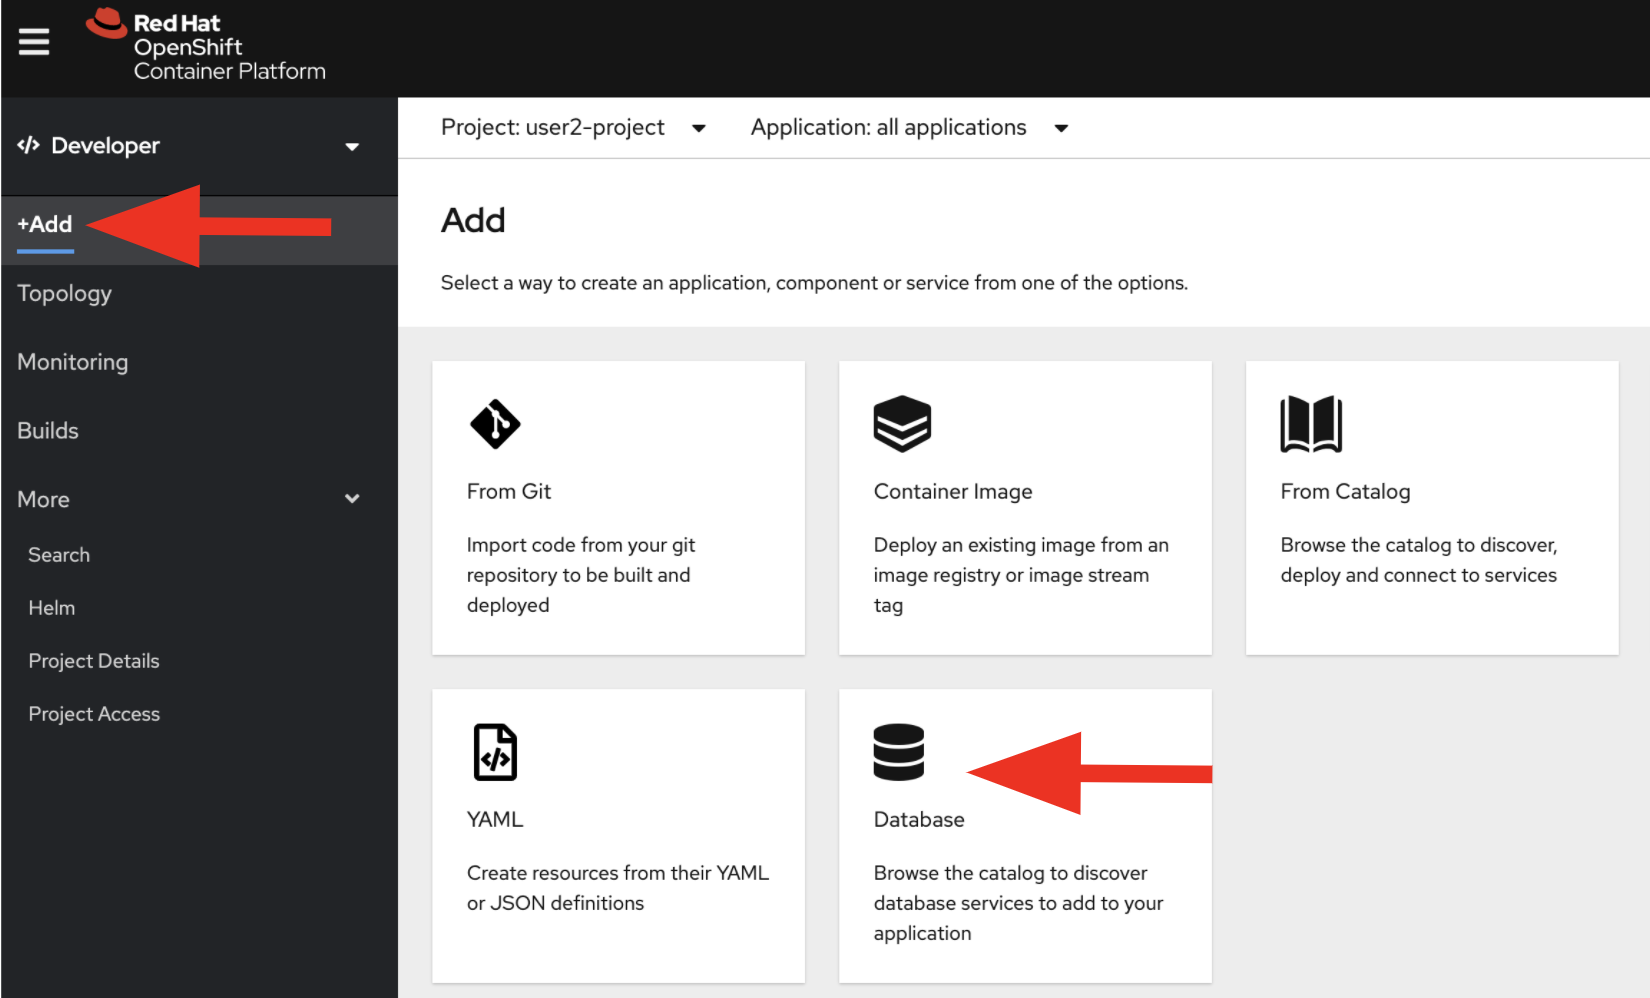 Red Hat
OpenShift
Container Platform
Developer
Project: user2-project
Application: all applications
+Add
Topology
Monitoring
Builds
More
Search
Helm
Project Details
Project Access
Add
Select a way to create an application, component or service from one of the options.
From Git
Import code from your git
repository to be built and
deployed
Container Image
Deploy an existing image from an
image registry or image stream
tag
From Catalog
Browse the catalog to discover,
deploy and connect to services
YAML
Create resources from their YAML
or JSON definitions
Database
Browse the catalog to discover
database services to add to your
application